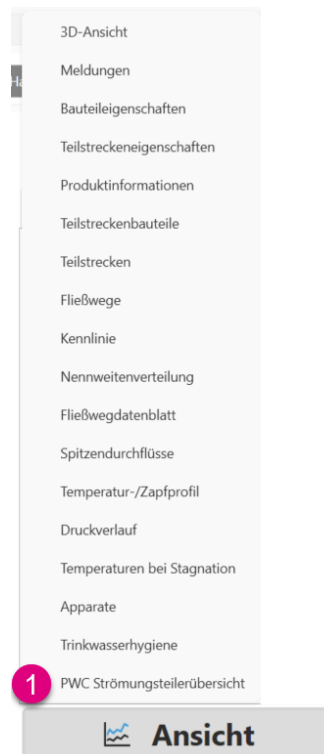 3D-Ansicht
Meldungen
Ha
Bauteileigenschaften
Teilstreckeneigenschaften
Produktinformationen
Teilstreckenbauteile
Teilstrecken
Fließwege
Kennlinie
Nennweitenverteilung
Fließwegdatenblatt
Spitzendurchflüsse
Temperatur-/Zapfprofil
Druckverlauf
Temperaturen bei Stagnation
Apparate
Trinkwasserhygiene
1 PWC Strömungsteilerübersicht
Ansicht